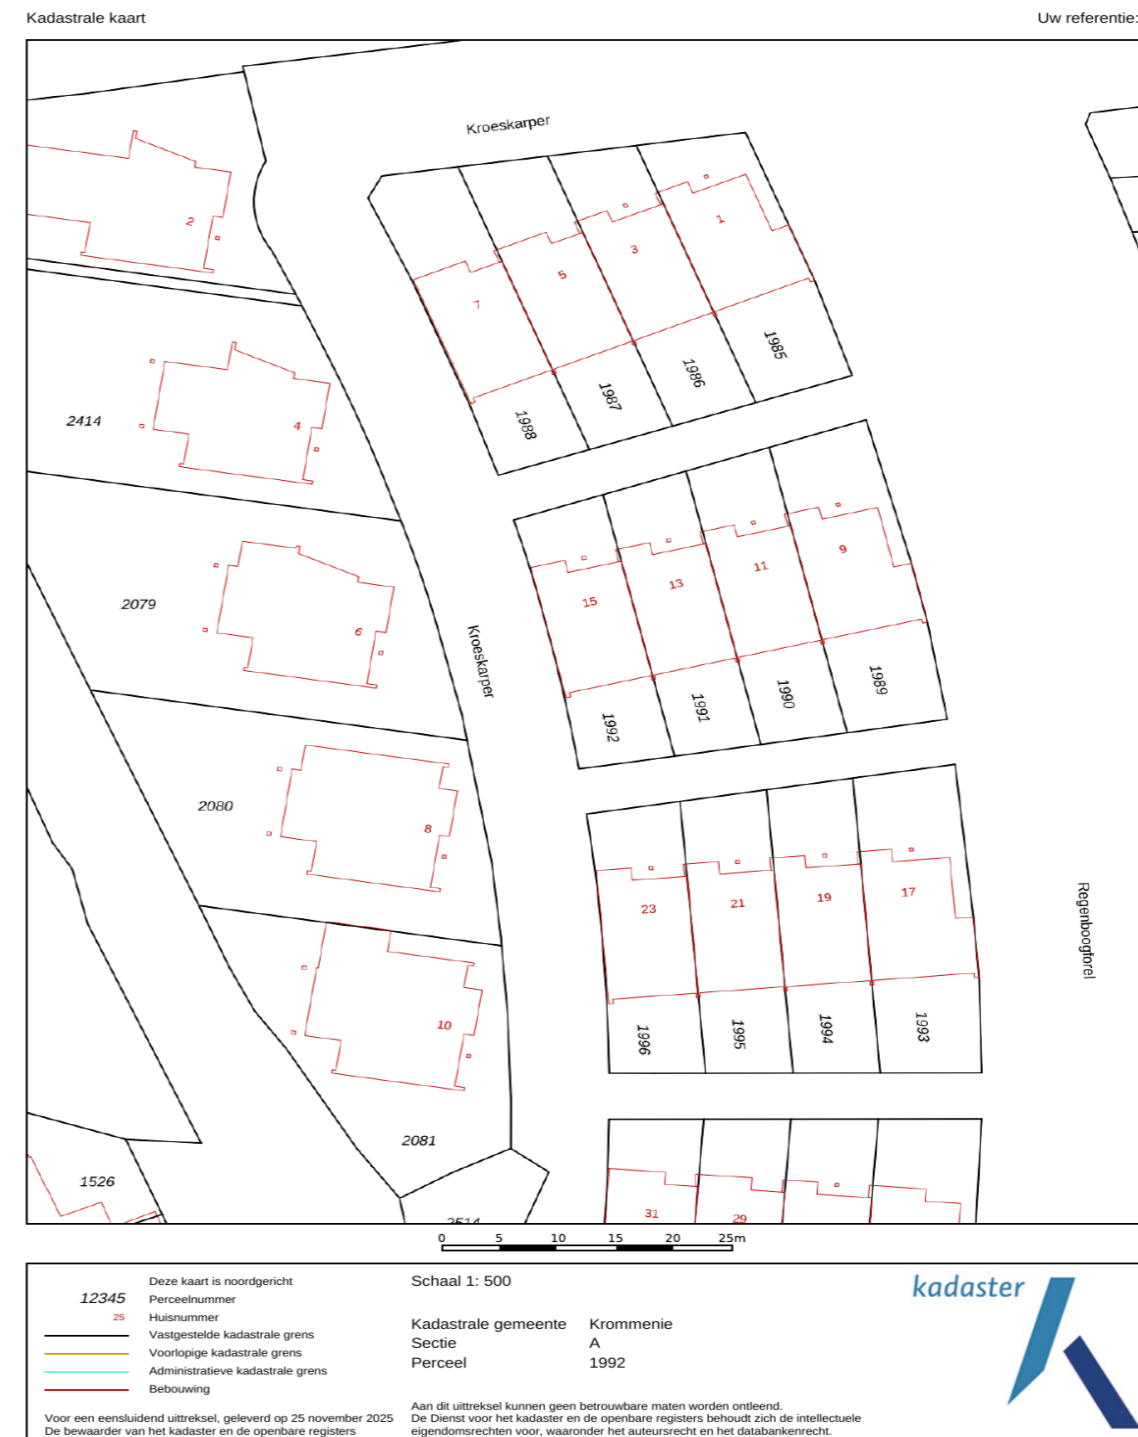 Kadastrale kaart
Uw referentie:
Kroeskarper
2
1
3
5
7
1985
1986
1987
1988
2414
4
9
11
13
15
2079
6
Kroeskarper
1989
1990
1991
1992
2080
8
17
19
21
23
Regenboogforel
10
1993
1994
1995
1996
2081
1526
31
29
2514
0 5 10 15 20 25m
Deze kaart is noordgericht
12345 Perceelnummer
25 Huisnummer
Vastgestelde kadastrale grens
Voorlopige kadastrale grens
Administratieve kadastrale grens
Bebouwing
Schaal 1: 500
Kadastrale gemeente Krommenie
Sectie A
Perceel 1992
kadaster
Voor een eensluidend uittreksel, geleverd op 25 november 2025
De bewaarder van het kadaster en de openbare registers
Aan dit uittreksel kunnen geen betrouwbare maten worden ontleend.
De Dienst voor het kadaster en de openbare registers behoudt zich de intellectuele
eigendomsrechten voor, waaronder het auteursrecht en het databankenrecht.